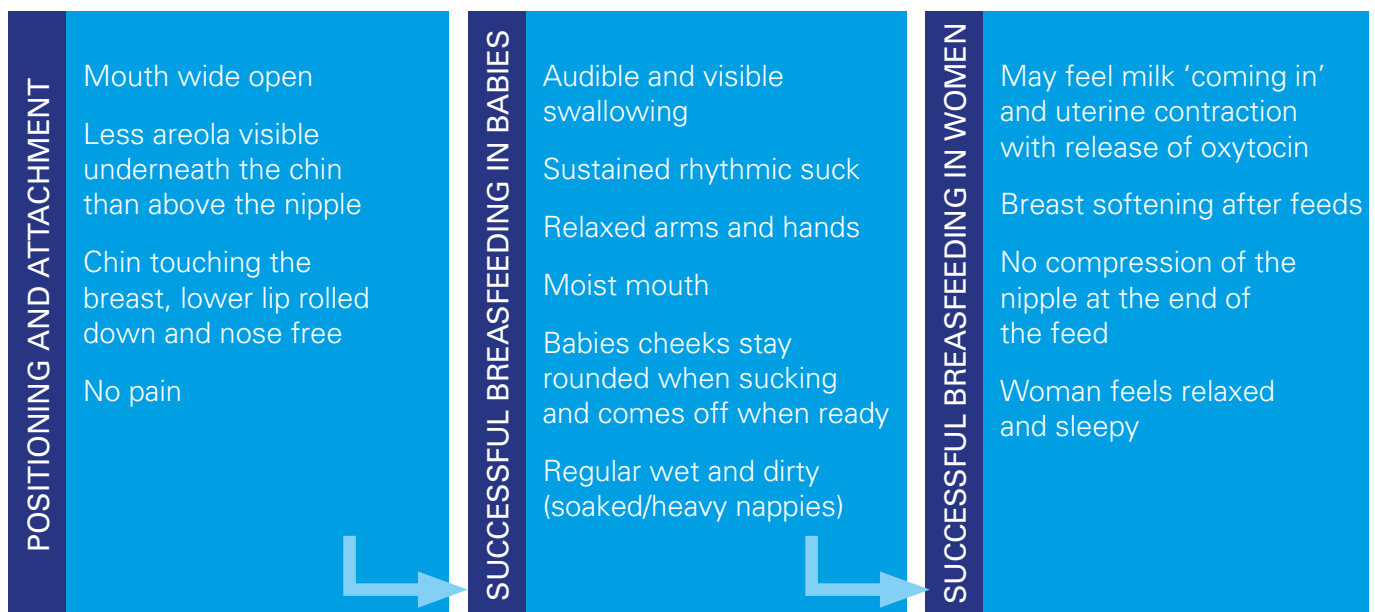 POSITIONING AND ATTACHMENT
Mouth wide open
Less areola visible
underneath the chin
than above the nipple
Chin touching the
breast, lower lip rolled
down and nose free
No pain
SUCCESSFUL BREASFEEDING IN BABIES
Audible and visible
swallowing
Sustained rhythmic suck
Relaxed arms and hands
Moist mouth
Babies cheeks stay
rounded when sucking
and comes off when ready
Regular wet and dirty
(soaked/heavy nappies)
SUCCESSFUL BREASFEEDING IN WOMEN
May feel milk ‘coming in’
and uterine contraction
with release of oxytocin
Breast softening after feeds
No compression of the
nipple at the end of
the feed
Woman feels relaxed
and sleepy